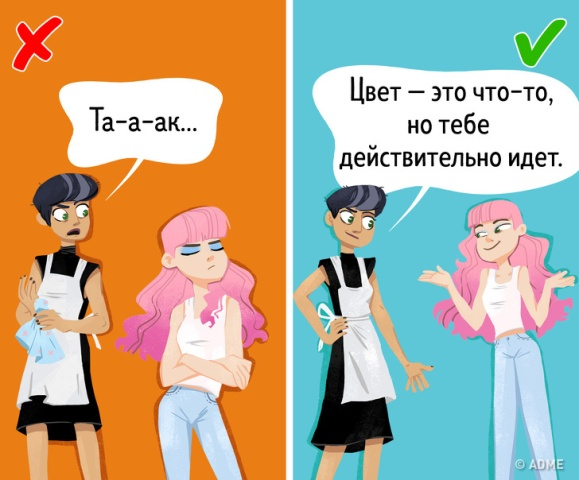 Та-а-ак...
Цвет — это что-то,
но тебе
действительно идет.
© ADME